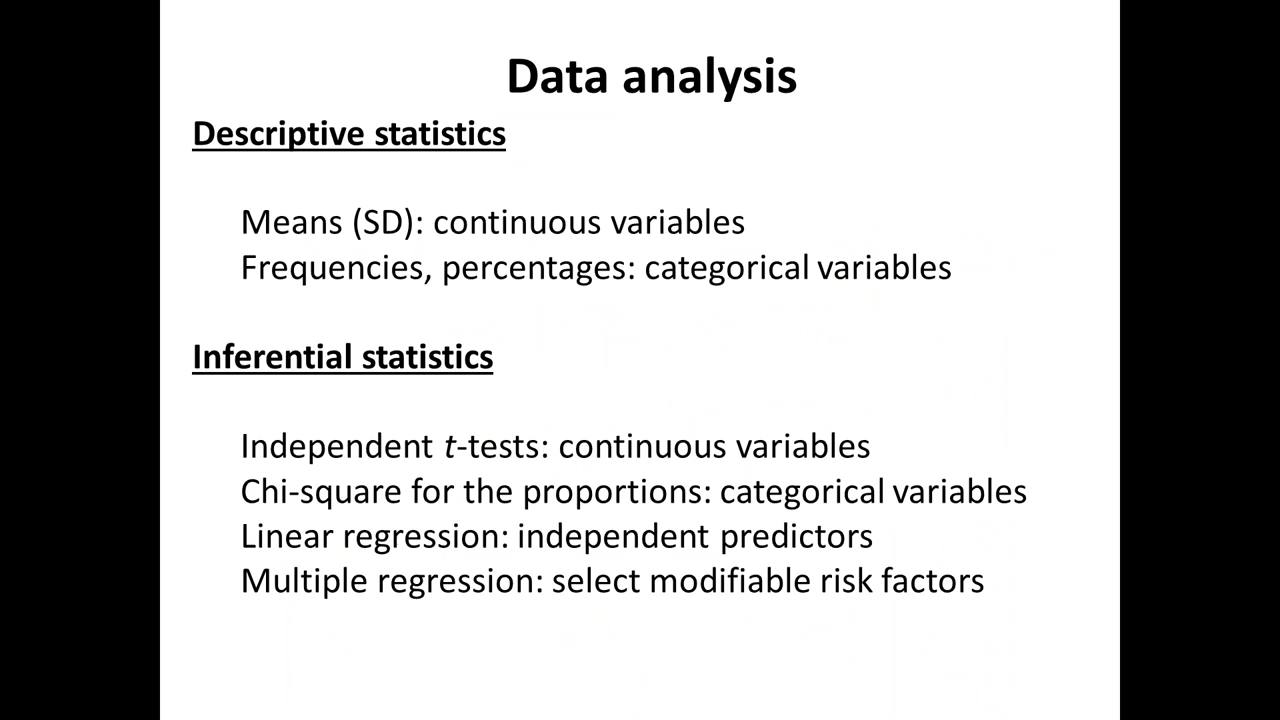 Data analysis
Descriptive statistics
Means (SD): continuous variables
Frequencies, percentages: categorical variables
Inferential statistics
Independent t-tests: continuous variables
Chi-square for the proportions: categorical variables
Linear regression: independent predictors
Multiple regression: select modifiable risk factors